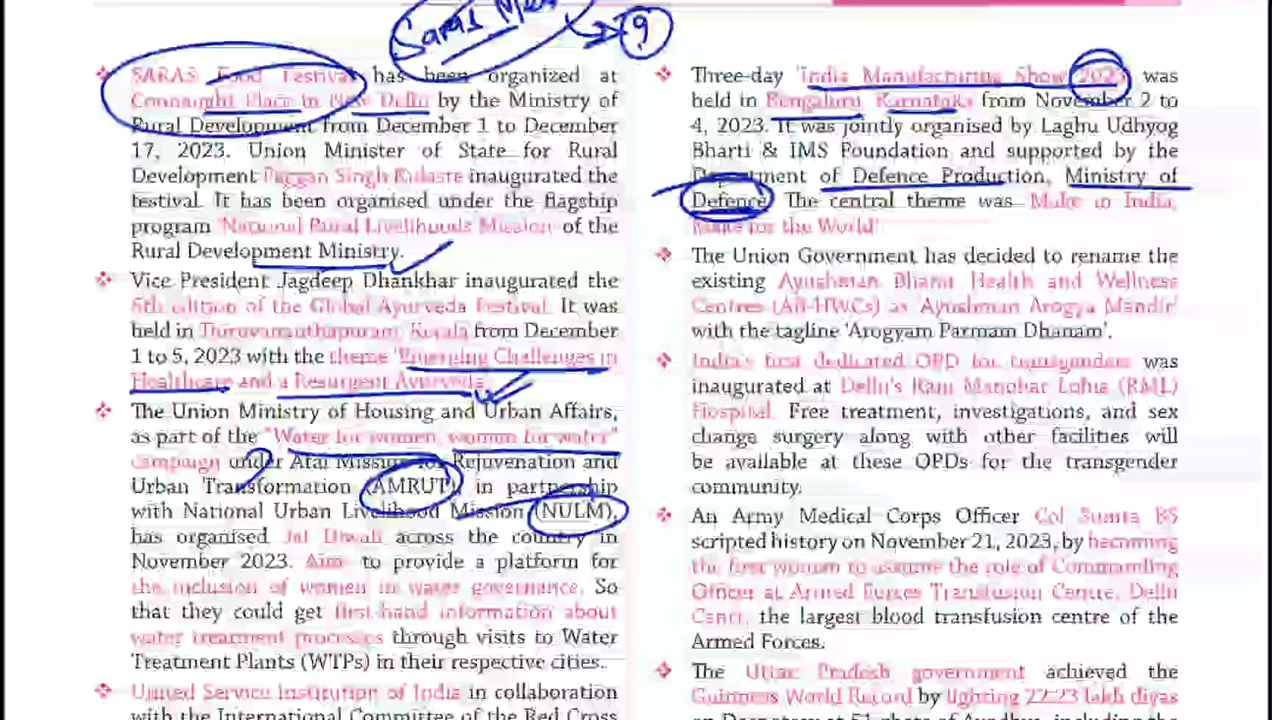 Saras
9
SARAS Food Festival has been organized at
Connaught Place in New Delhi by the Ministry of
Rural Development from December 1 to December
17, 2023. Union Minister of State for Rural
Development Faggan Singh Kulaste inaugurated the
festival. It has been organised under the flagship
program 'National Rural Livelihoods Mission' of the
Rural Development Ministry.
Vice President Jagdeep Dhankhar inaugurated the
5th edition of the Global Ayurveda Festival. It was
held in Thiruvananthapuram, Kerala from December
1 to 5, 2023 with the theme 'Emerging Challenges in
Healthcare and a Resurgent Ayurveda'.
The Union Ministry of Housing and Urban Affairs,
as part of the "Water for women, women for water"
campaign under Atal Mission for Rejuvenation and
Urban Transformation (AMRUT), in partnership
with National Urban Livelihood Mission (NULM),
has organised Jal Diwali across the country in
November 2023. Aim- to provide a platform for
the inclusion of women in water governance. So
that they could get first-hand information about
water treatment processes through visits to Water
Treatment Plants (WTPs) in their respective cities.
United Service Institution of India in collaboration
with the International Committee of the Red Cross
Three-day 'India Manufacturing Show 2023' was
held in Bengaluru, Karnataka from November 2 to
4, 2023. It was jointly organised by Laghu Udhyog
Bharti & IMS Foundation and supported by the
Department of Defence Production, Ministry of
Defence. The central theme was 'Make in India,
Make for the World'
The Union Government has decided to rename the
existing Ayushman Bharat Health and Wellness
Centres (AB-HWCs) as 'Ayushman Arogya Mandir'
with the tagline 'Arogyam Parmam Dhanam'.
India's first dedicated OPD for transgenders was
inaugurated at Delhi's Ram Manohar Lohia (RML)
Hospital. Free treatment, investigations, and sex
change surgery along with other facilities will
be available at these OPDs for the transgender
community.
An Army Medical Corps Officer Col Sunita BS
scripted history on November 21, 2023, by becoming
the first woman to assume the role of Commanding
Officer at Armed Forces Transfusion Centre, Delhi
Cantt, the largest blood transfusion centre of the
Armed Forces.
The Uttar Pradesh government achieved the
Guinness World Record by lighting 22.23 lakh diyas
on Deepotsav at 51 ghats of Ayodhya, including the